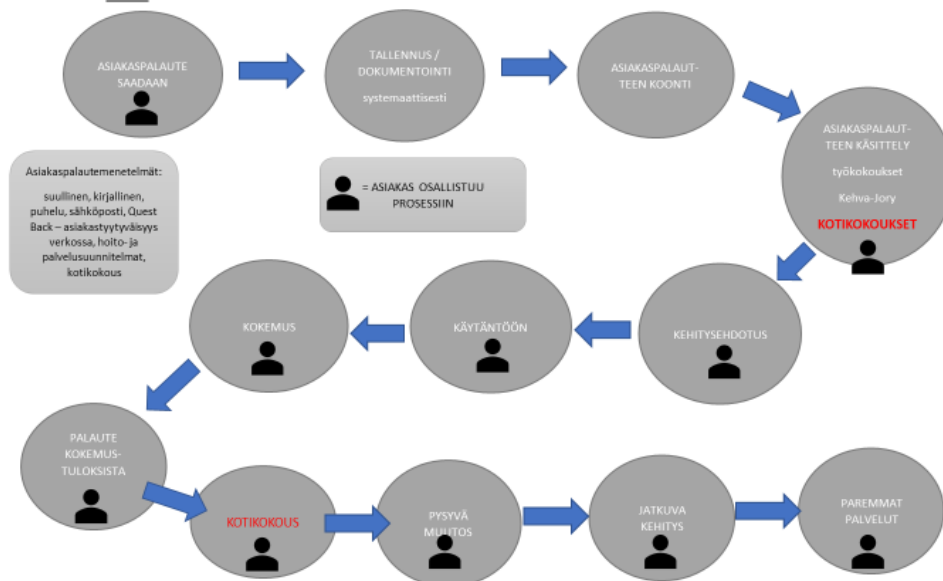 ASIAKASPALAUTE
SAADAAN
TALLENNUS /
DOKUMENTOINTI
systemaattisesti
ASIAKASPALAUT-
TEEN KOONTI
ASIAKASPALAUT-
TEEN KÄSITTELY
työkokoukset
Kehva-Jory
KOTIKOKOUKSET
Asiakaspalautemenetelmät:
suullinen, kirjallinen,
puhelu, sähköposti, Quest
Back – asiakastyytyväisyys
verkossa, hoito- ja
palvelusuunnitelmat,
kotikokous
= ASIAKAS OSALLISTUU
PROSESSIIN
KOKEMUS
KÄYTÄNTÖÖN
KEHITYSEHDOTUS
PALAUTE
KOKEMUS-
TULOKSISTA
KOTIKOKOUS
PYSYVÄ
MUUTOS
JATKUVA
KEHITYS
PAREMMAT
PALVELUT